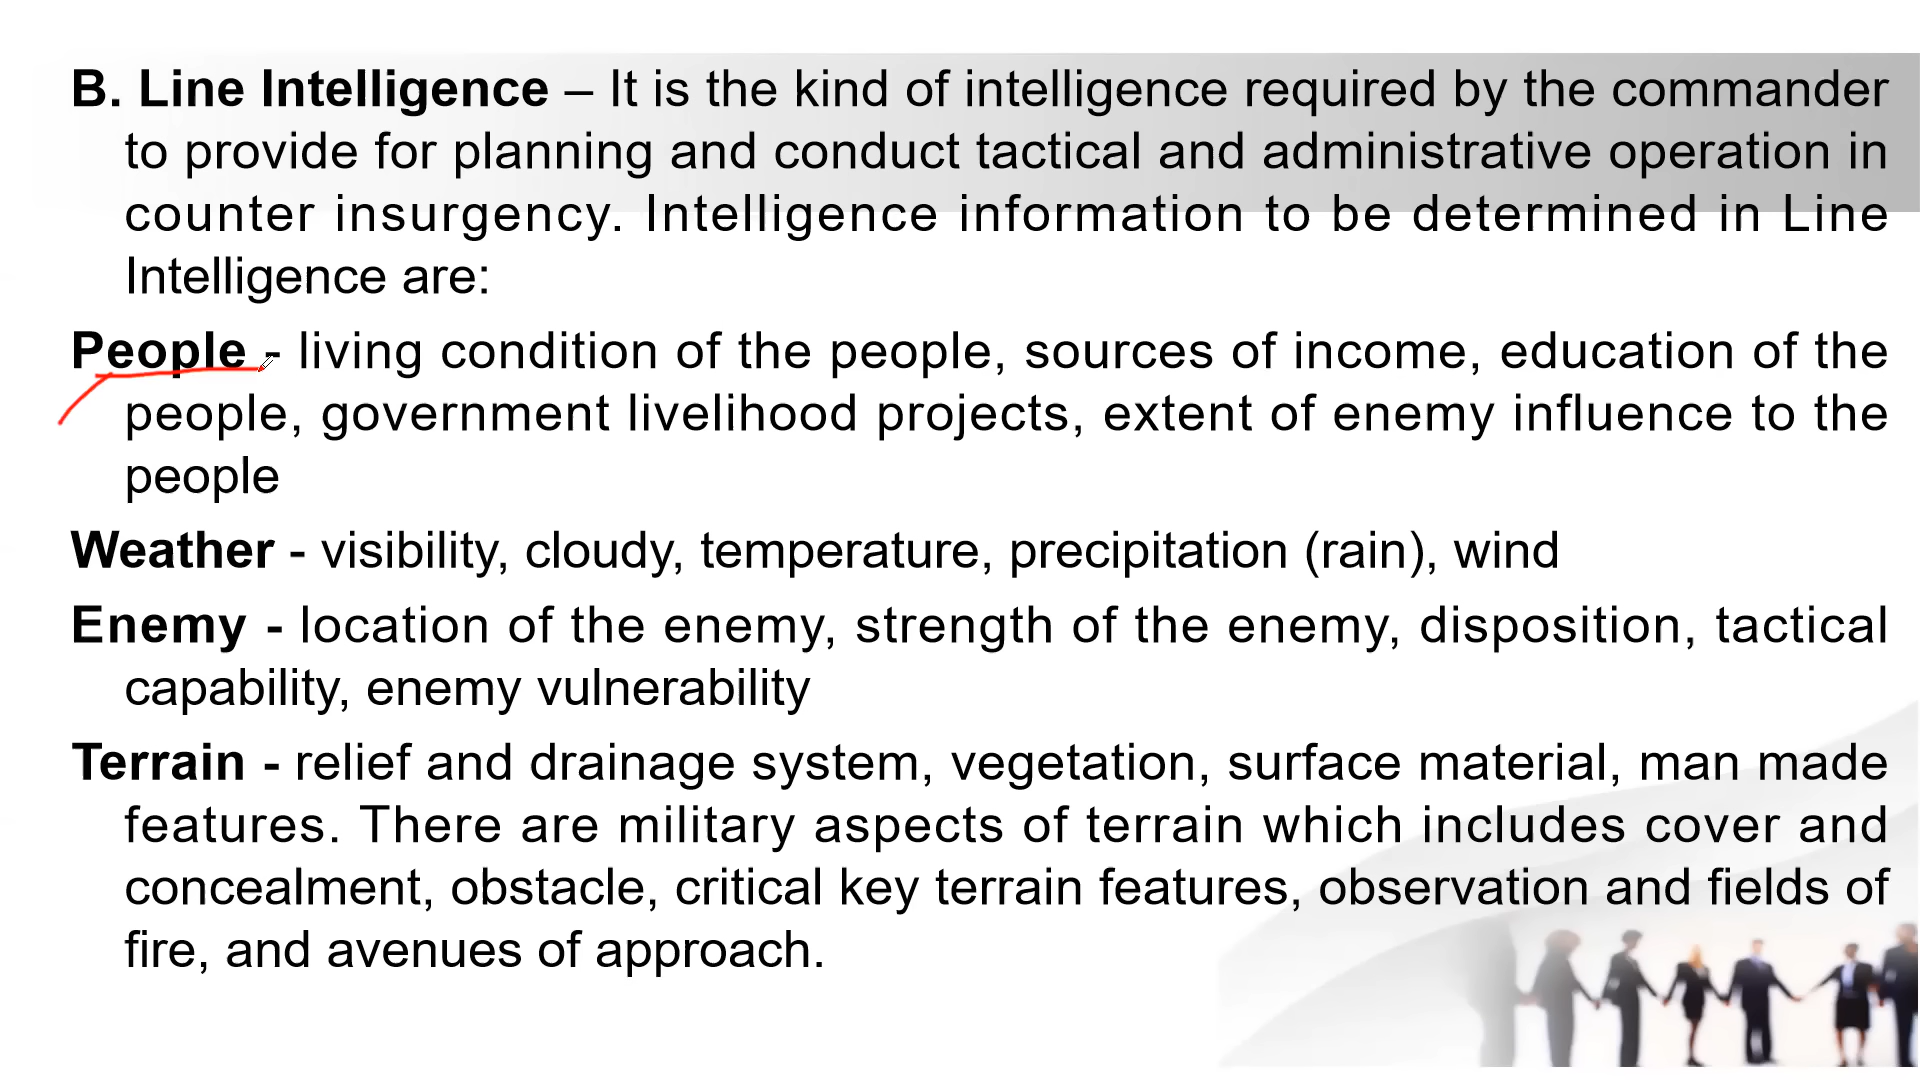 B. Line Intelligence – It is the kind of intelligence required by the commander
to provide for planning and conduct tactical and administrative operation in
counter insurgency. Intelligence information to be determined in Line
Intelligence are:
People - living condition of the people, sources of income, education of the
people, government livelihood projects, extent of enemy influence to the
people
Weather - visibility, cloudy, temperature, precipitation (rain), wind
Enemy - location of the enemy, strength of the enemy, disposition, tactical
capability, enemy vulnerability
Terrain - relief and drainage system, vegetation, surface material, man made
features. There are military aspects of terrain which includes cover and
concealment, obstacle, critical key terrain features, observation and fields of
fire, and avenues of approach.